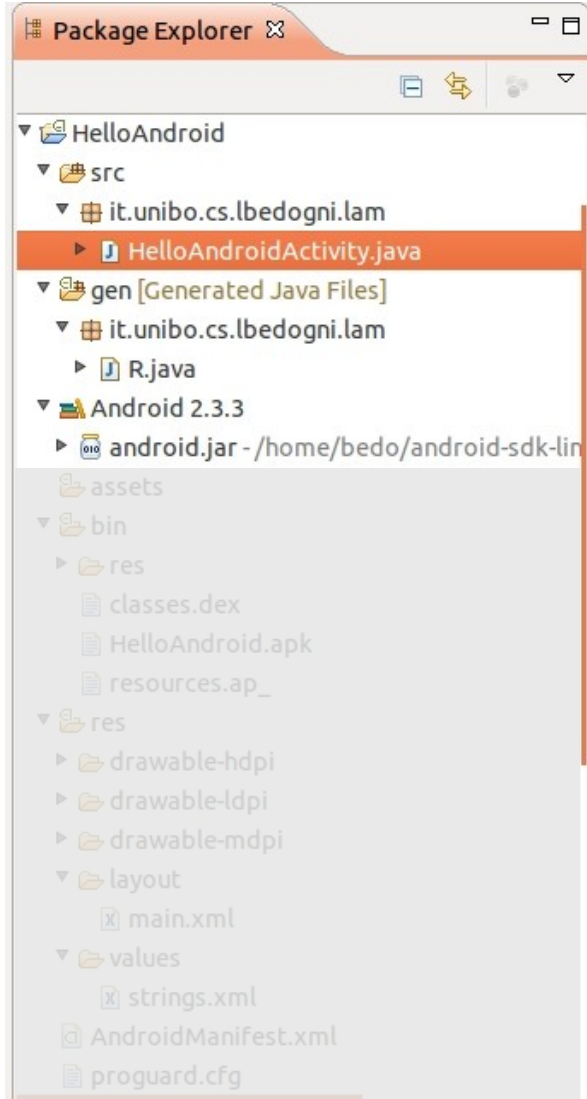 Package Explorer
HelloAndroid
src
it.unibo.cs.lbedogni.lam
HelloAndroidActivity.java
gen [Generated Java Files]
it.unibo.cs.lbedogni.lam
R.java
Android 2.3.3
android.jar - /home/bedo/android-sdk-lin
assets
bin
res
classes.dex
HelloAndroid.apk
resources.ap_
res
drawable-hdpi
drawable-ldpi
drawable-mdpi
layout
main.xml
values
strings.xml
AndroidManifest.xml
proguard.cfg